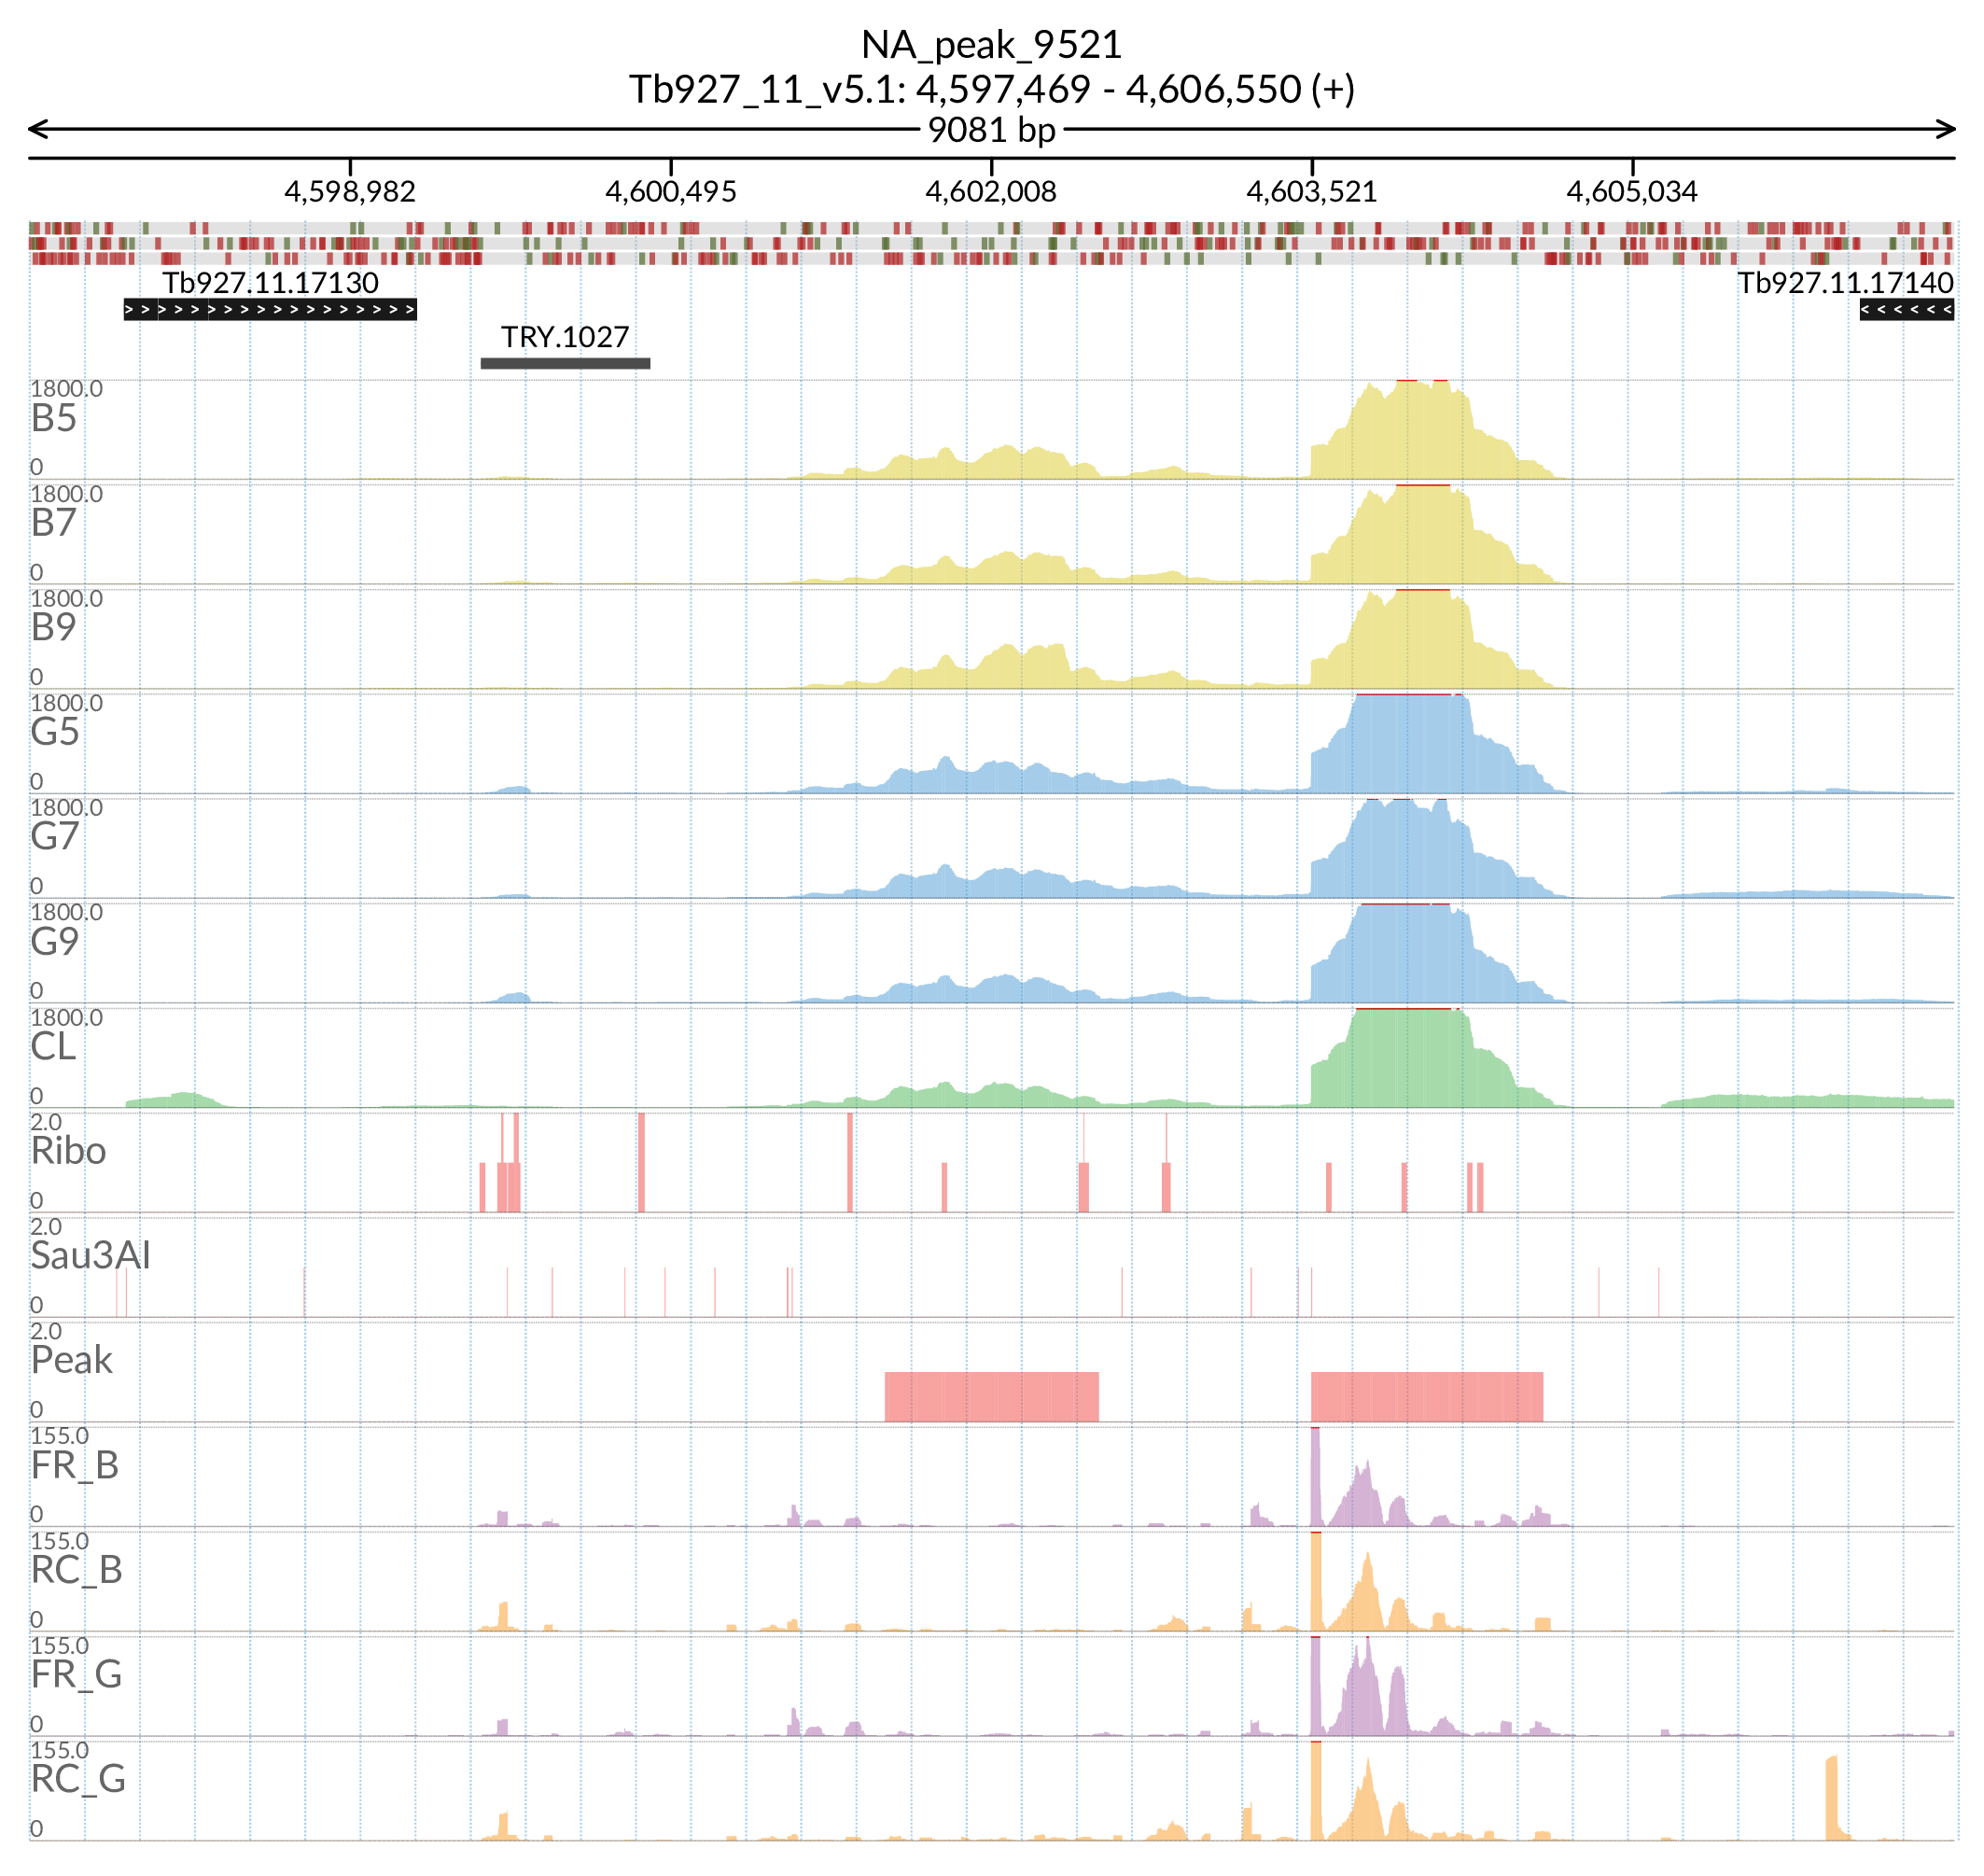 NA_peak_9521
Tb927_11_v5.1: 4,597,469 - 4,606,550 (+)
9081 bp
4,598,982 4,600,495 4,602,008 4,603,521 4,605,034
Tb927.11.17130 Tb927.11.17140
TRY.1027
1800.0
B5
0
1800.0
B7
0
1800.0
B9
0
1800.0
G5
0
1800.0
G7
0
1800.0
G9
0
1800.0
CL
0
2.0
Ribo
0
2.0
Sau3AI
0
2.0
Peak
0
155.0
FR_B
0
155.0
RC_B
0
155.0
FR_G
0
155.0
RC_G
0